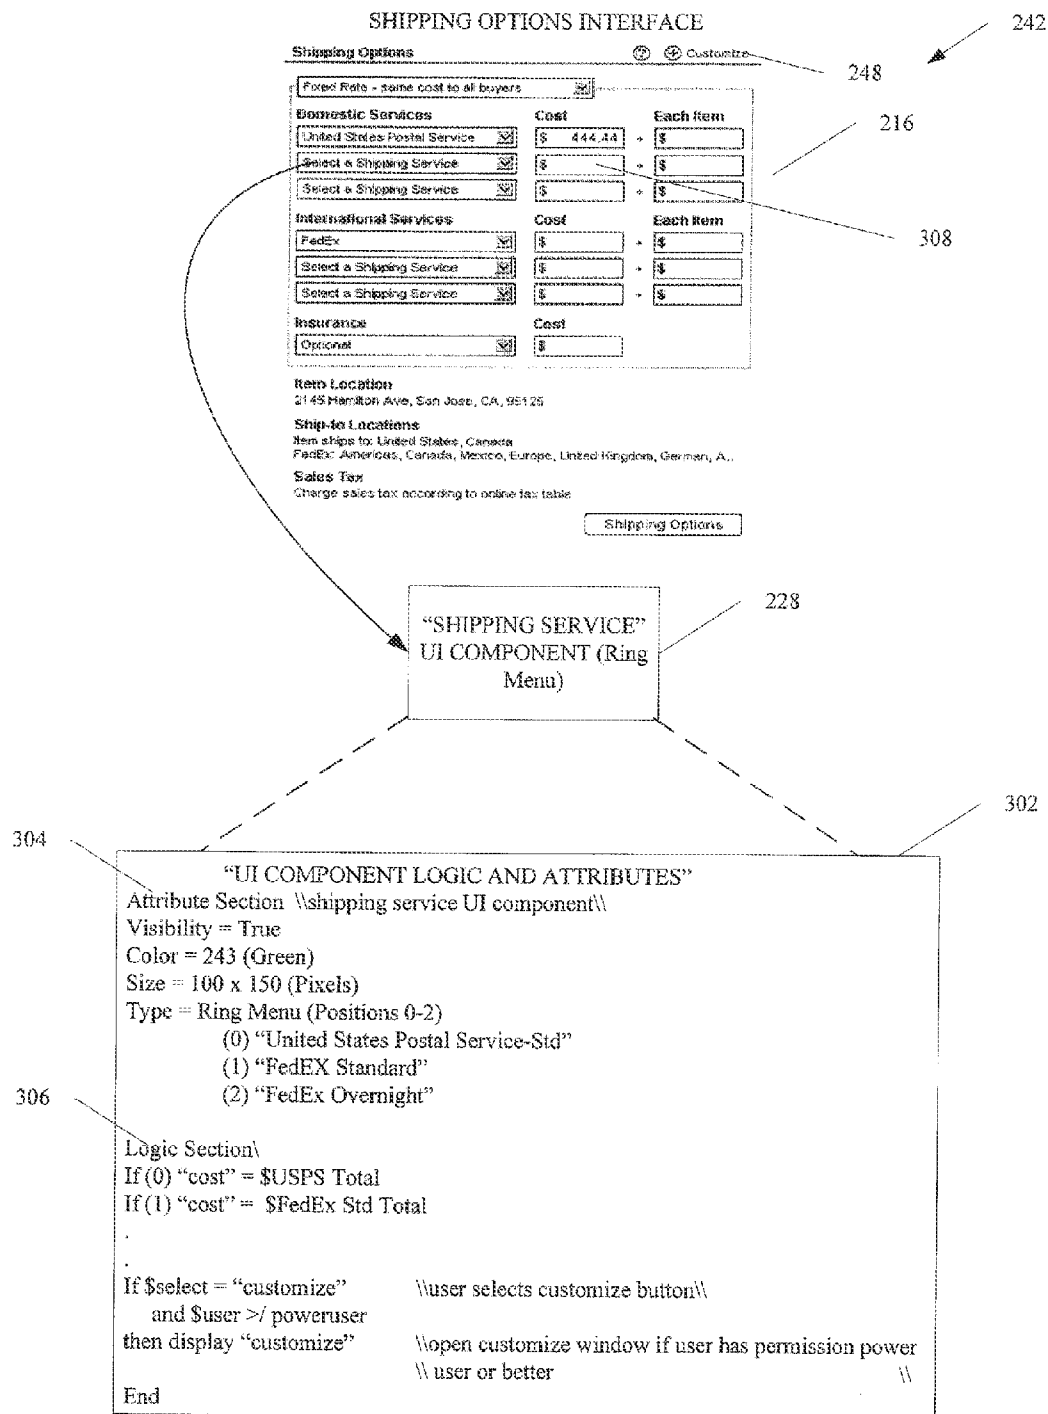 SHIPPING OPTIONS INTERFACE
242
Shipping Options ? + Customize
248
Fixed Rate - same cost to all buyers
216
Domestic Services Cost Each Item
United States Postal Service $ 444.44 + $
Select a Shipping Service $ + $
Select a Shipping Service $ + $
308
International Services Cost Each Item
FedEx $ + $
Select a Shipping Service $ + $
Select a Shipping Service $ + $
Insurance Cost
Optional $
Item Location
2145 Hamilton Ave, San Jose, CA, 95125
Ship-to Locations
Item ships to: United States, Canada
FedEx: Americas, Canada, Mexico, Europe, United Kingdom, German, A...
Sales Tax
Charge sales tax according to online tax table
Shipping Options
228
"SHIPPING SERVICE"
UI COMPONENT (Ring
Menu)
302
304
"UI COMPONENT LOGIC AND ATTRIBUTES"
Attribute Section \\shipping service UI component\\
Visibility = True
Color = 243 (Green)
Size = 100 x 150 (Pixels)
Type = Ring Menu (Positions 0-2)
(0) "United States Postal Service-Std"
(1) "FedEX Standard"
(2) "FedEx Overnight"
306
Logic Section\
If (0) "cost" = $USPS Total
If (1) "cost" = $FedEx Std Total
.
.
If $select = "customize" \\user selects customize button\\
and $user >/ poweruser
then display "customize" \\open customize window if user has permission power
\\ user or better \\
End